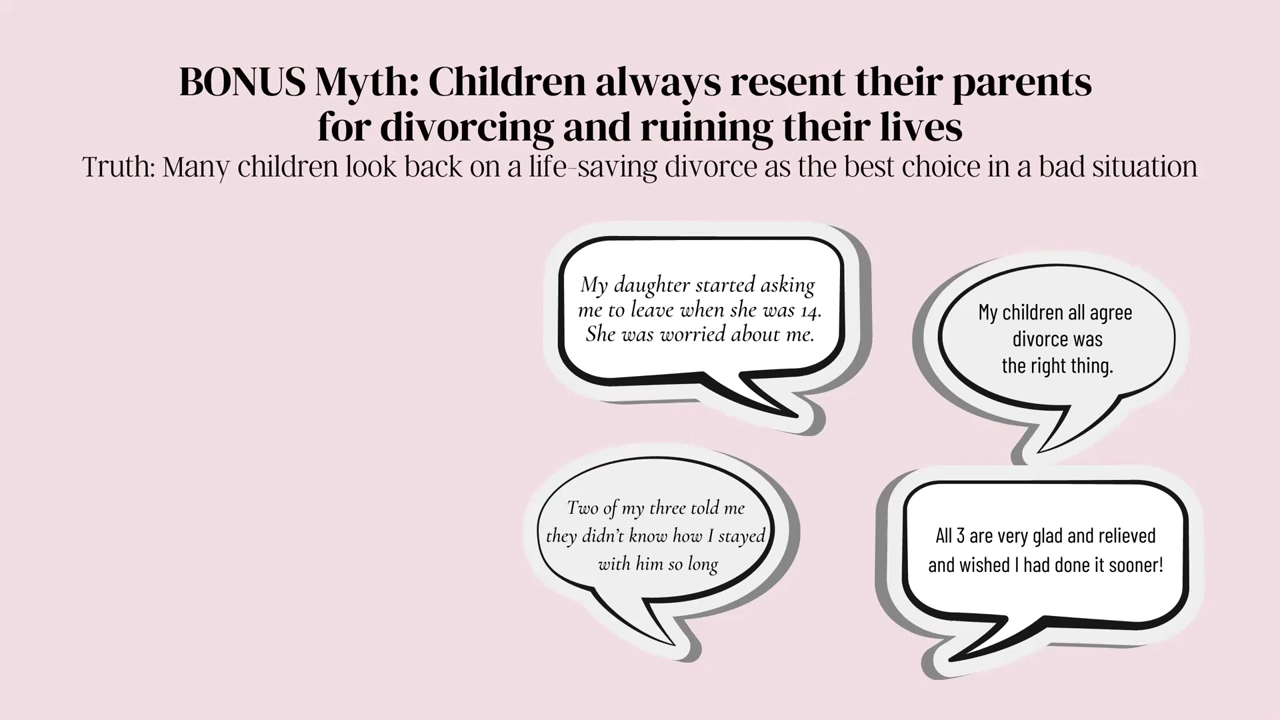 BONUS Myth: Children always resent their parents
for divorcing and ruining their lives
Truth: Many children look back on a life-saving divorce as the best choice in a bad situation
My daughter started asking
me to leave when she was 14.
She was worried about me.
My children all agree
divorce was
the right thing.
Two of my three told me
they didn't know how I stayed
with him so long
All 3 are very glad and relieved
and wished I had done it sooner!